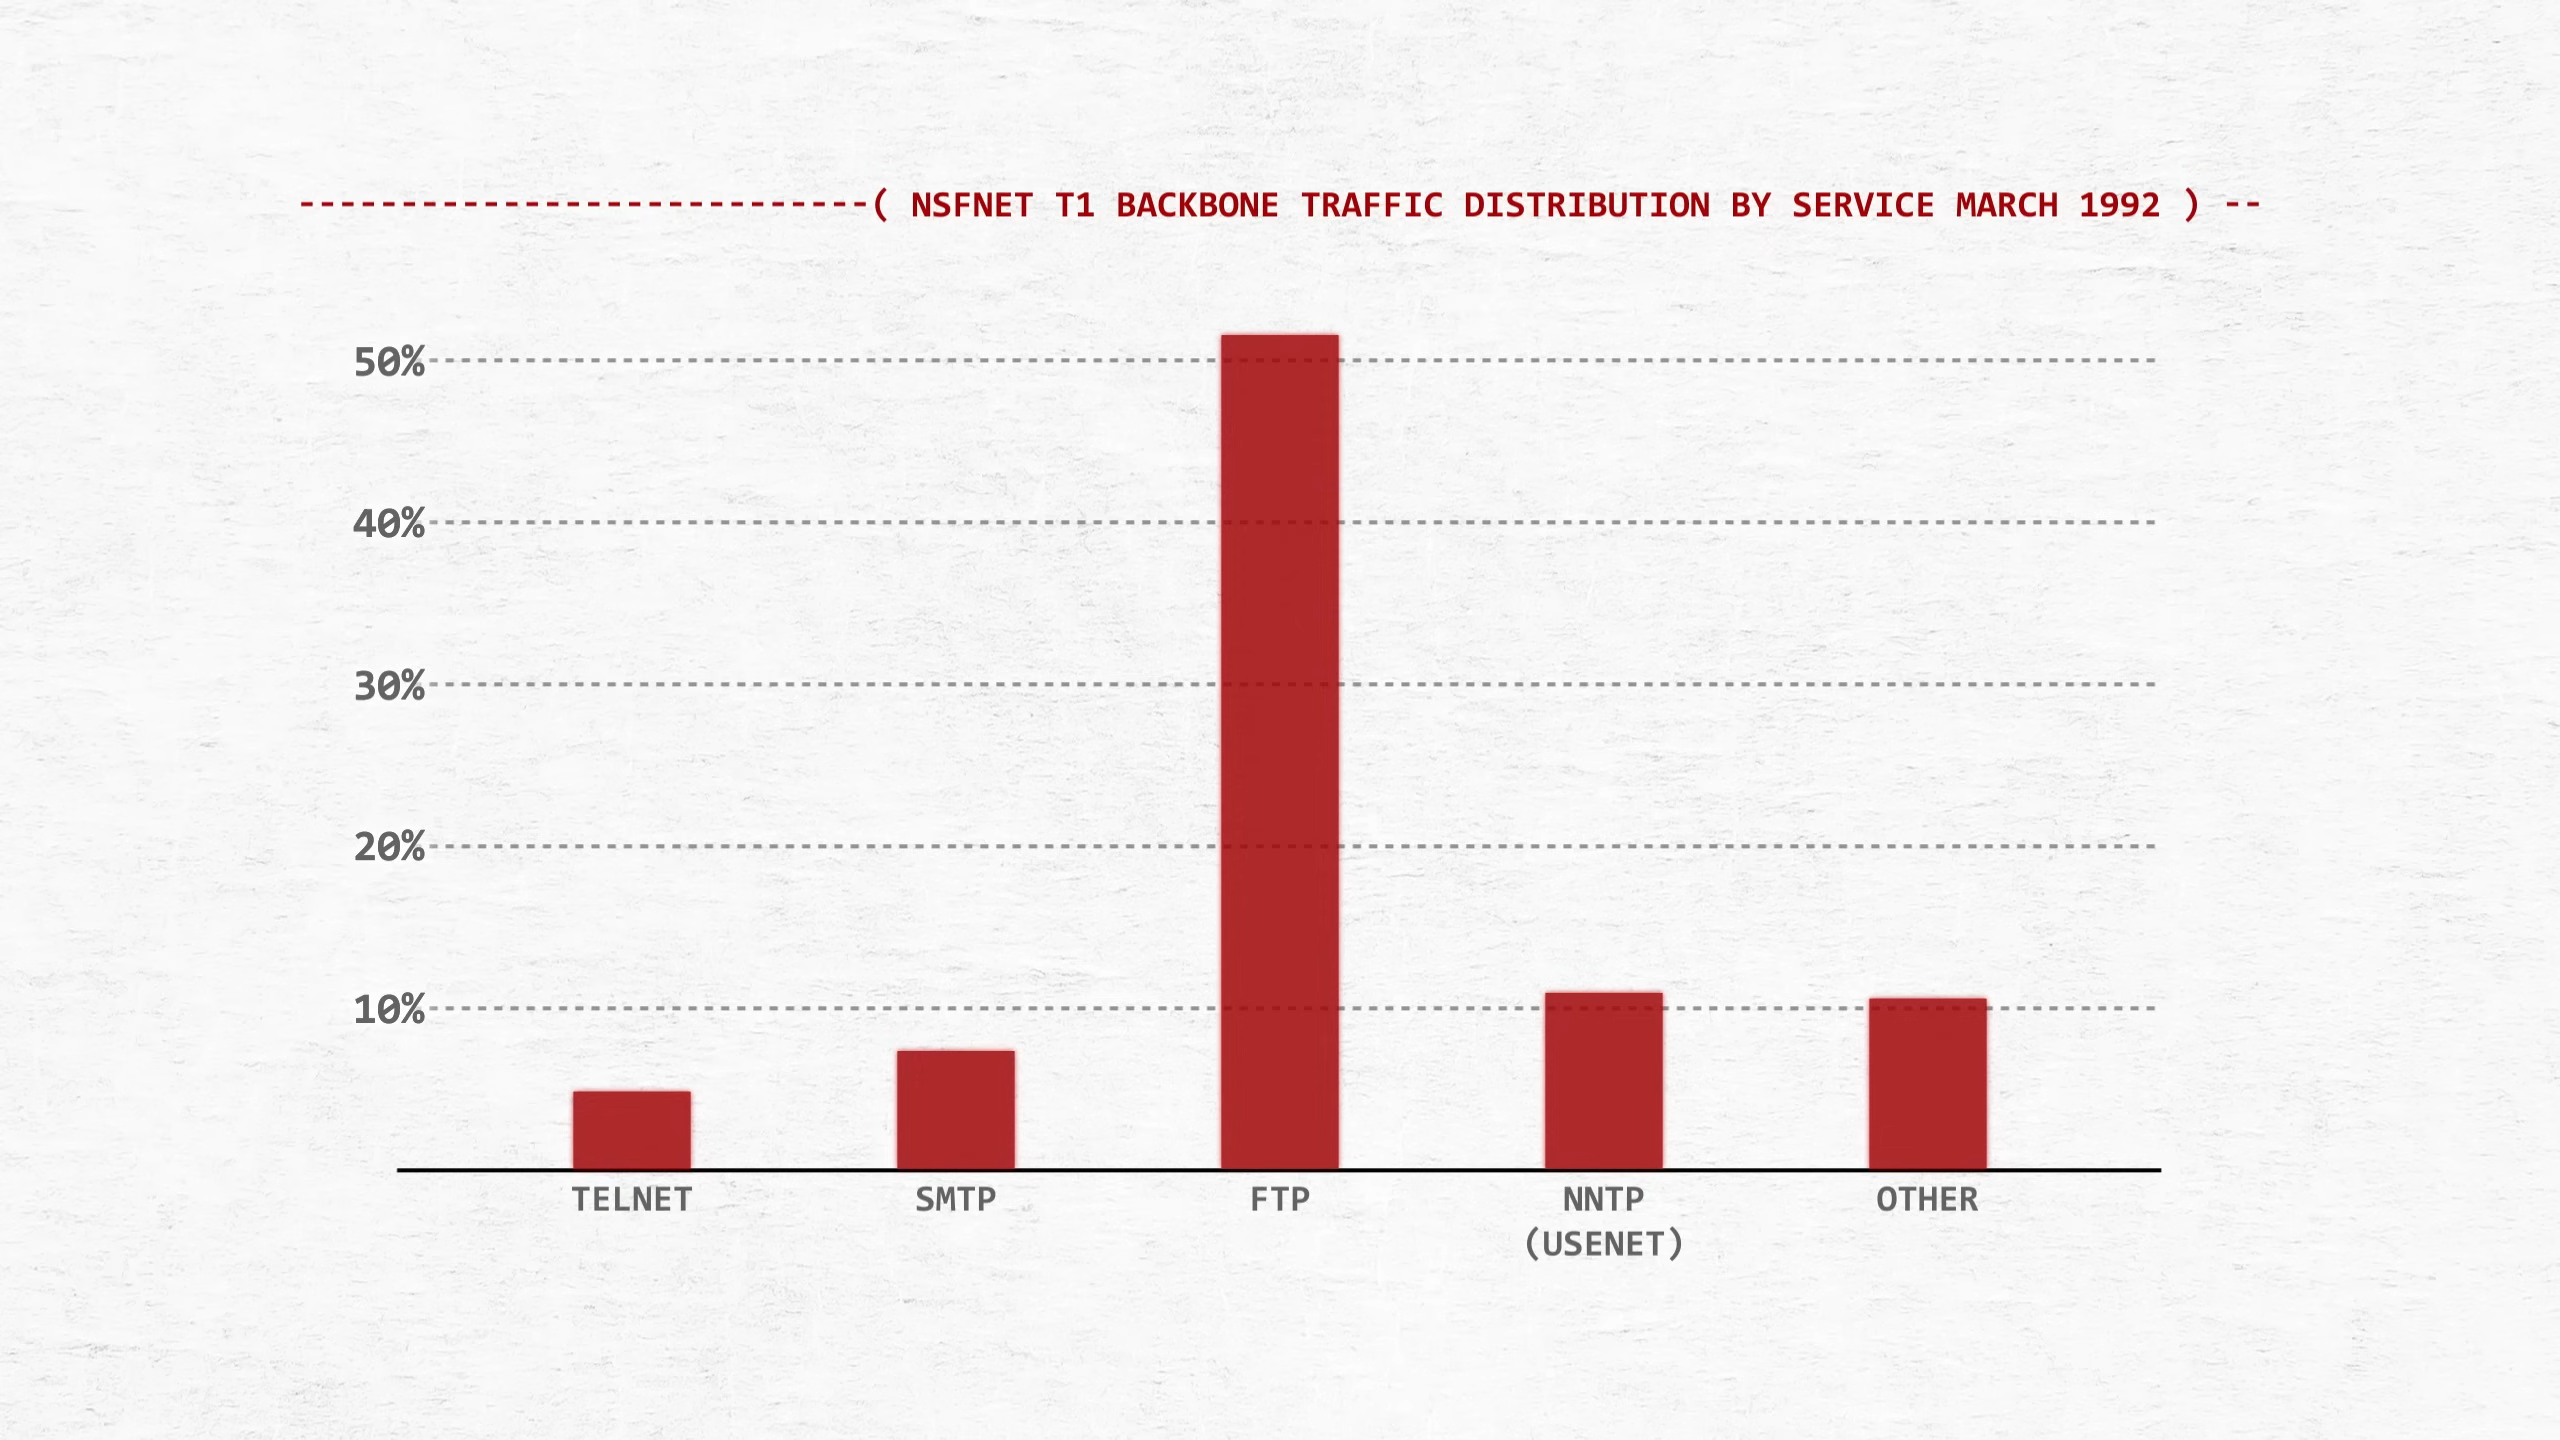 --------------------------------( NSFNET T1 BACKBONE TRAFFIC DISTRIBUTION BY SERVICE MARCH 1992 ) --
50%
40%
30%
20%
10%
TELNET SMTP FTP NNTP OTHER
(USENET)